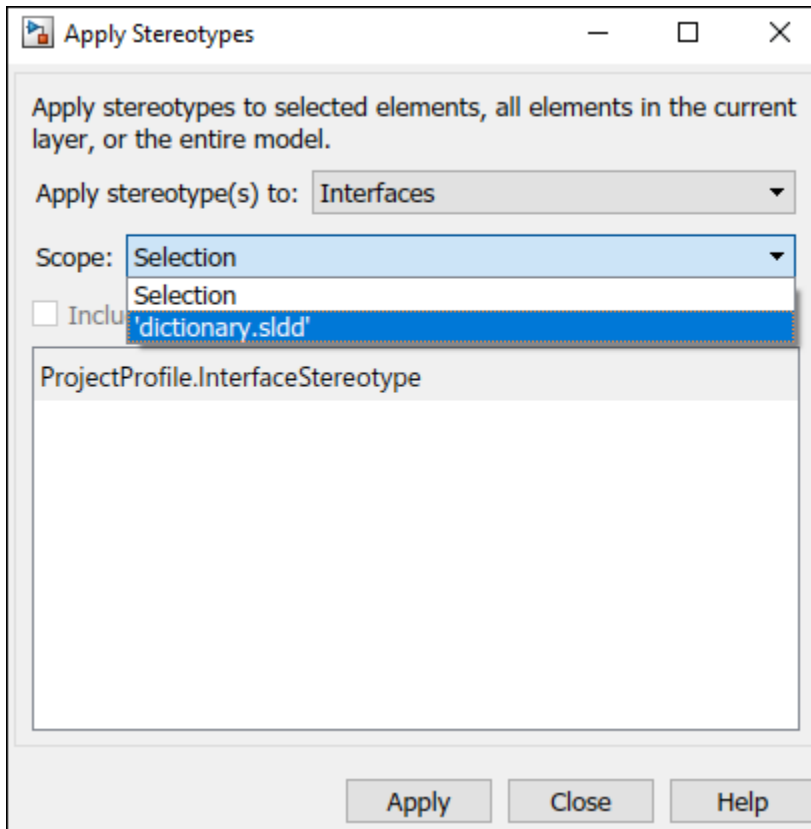 Apply Stereotypes
Apply stereotypes to selected elements, all elements in the current
layer, or the entire model.
Apply stereotype(s) to: Interfaces
Scope: Selection
Selection
'dictionary.sldd'
ProjectProfile.InterfaceStereotype
Apply Close Help